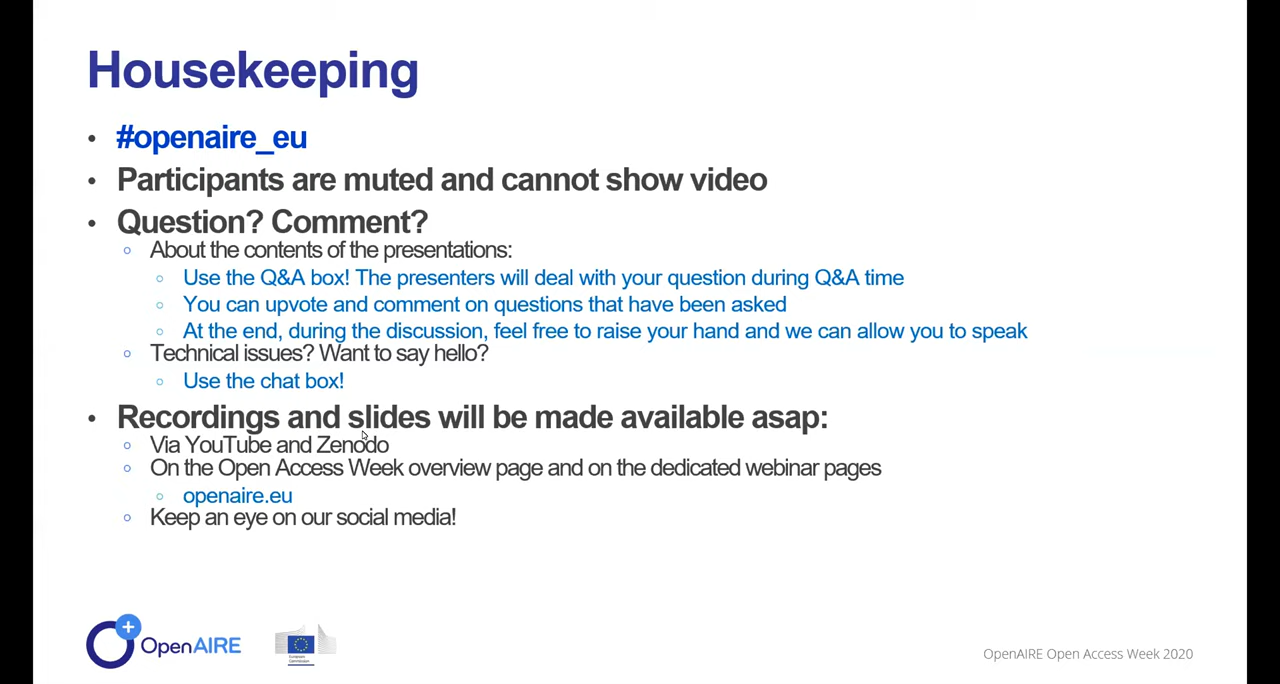 Housekeeping
• #openaire_eu
• Participants are muted and cannot show video
• Question? Comment?
◦ About the contents of the presentations:
◦ Use the Q&A box! The presenters will deal with your question during Q&A time
◦ You can upvote and comment on questions that have been asked
◦ At the end, during the discussion, feel free to raise your hand and we can allow you to speak
◦ Technical issues? Want to say hello?
◦ Use the chat box!
• Recordings and slides will be made available asap:
◦ Via YouTube and Zenodo
◦ On the Open Access Week overview page and on the dedicated webinar pages
◦ openaire.eu
◦ Keep an eye on our social media!
OpenAIRE
European
Commission
OpenAIRE Open Access Week 2020